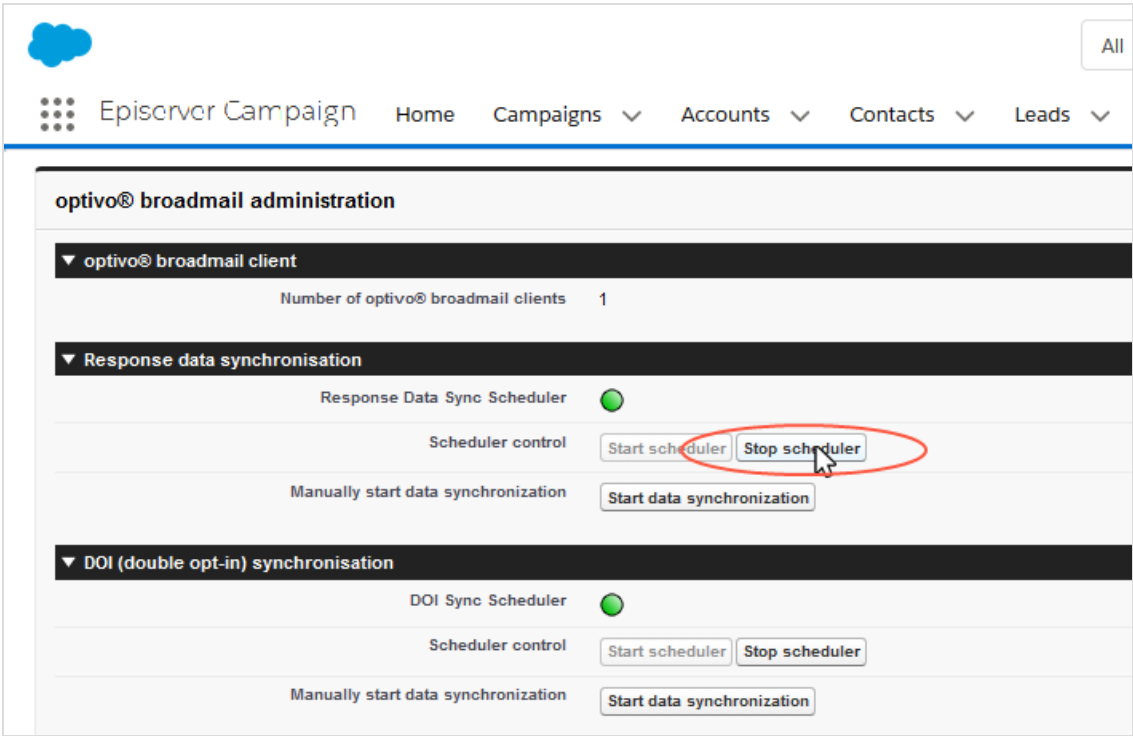 All
Episerver Campaign Home Campaigns Accounts Contacts Leads
optivo® broadmail administration
optivo® broadmail client
Number of optivo® broadmail clients 1
Response data synchronisation
Response Data Sync Scheduler
Scheduler control Start scheduler Stop scheduler
Manually start data synchronization Start data synchronization
DOI (double opt-in) synchronisation
DOI Sync Scheduler
Scheduler control Start scheduler Stop scheduler
Manually start data synchronization Start data synchronization